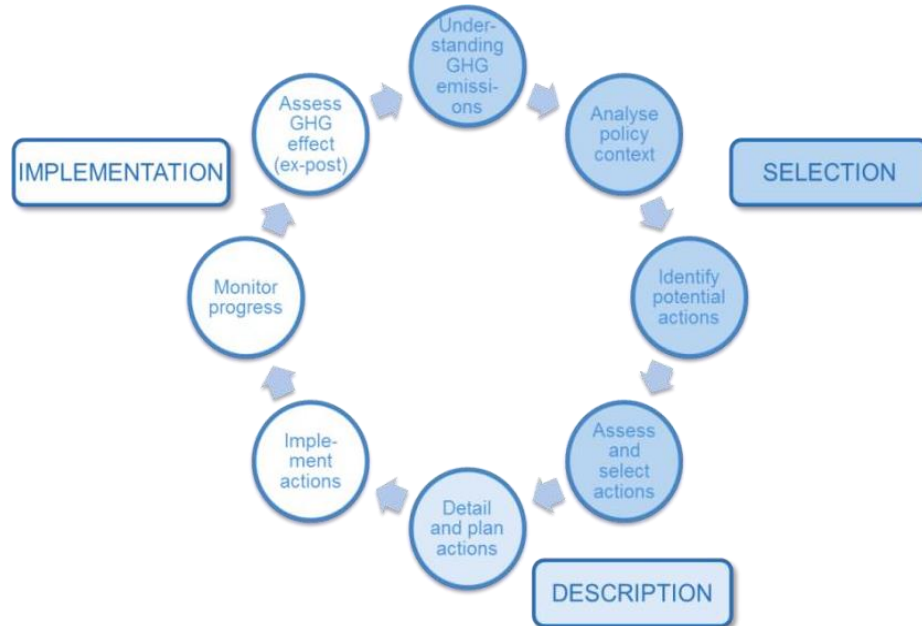 Under-
standing
GHG
emissi-
ons
Analyse
policy
context
SELECTION
Identify
potential
actions
Assess
and
select
actions
DESCRIPTION
Detail
and plan
actions
Imple-
ment
actions
Monitor
progress
IMPLEMENTATION
Assess
GHG
effect
(ex-post)